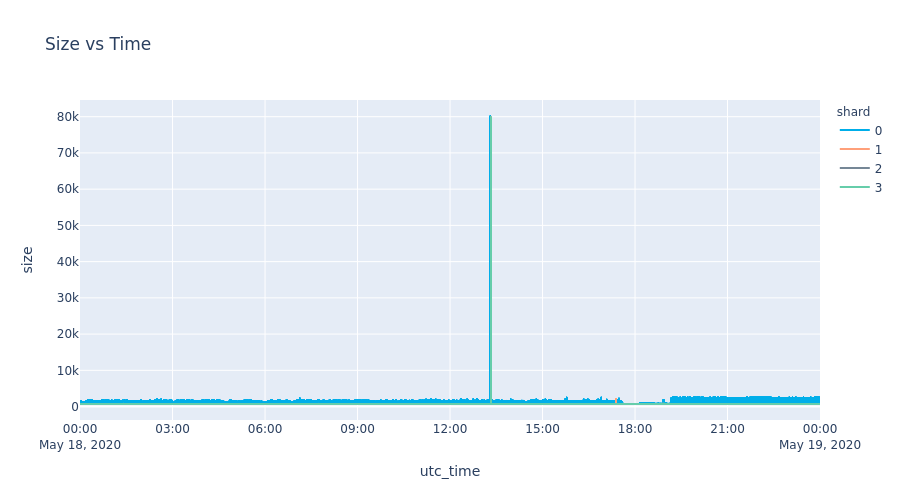 Size vs Time
shard
0
1
2
3
size
80k
70k
60k
50k
40k
30k
20k
10k
0
00:00 03:00 06:00 09:00 12:00 15:00 18:00 21:00 00:00
May 18, 2020 May 19, 2020
utc_time